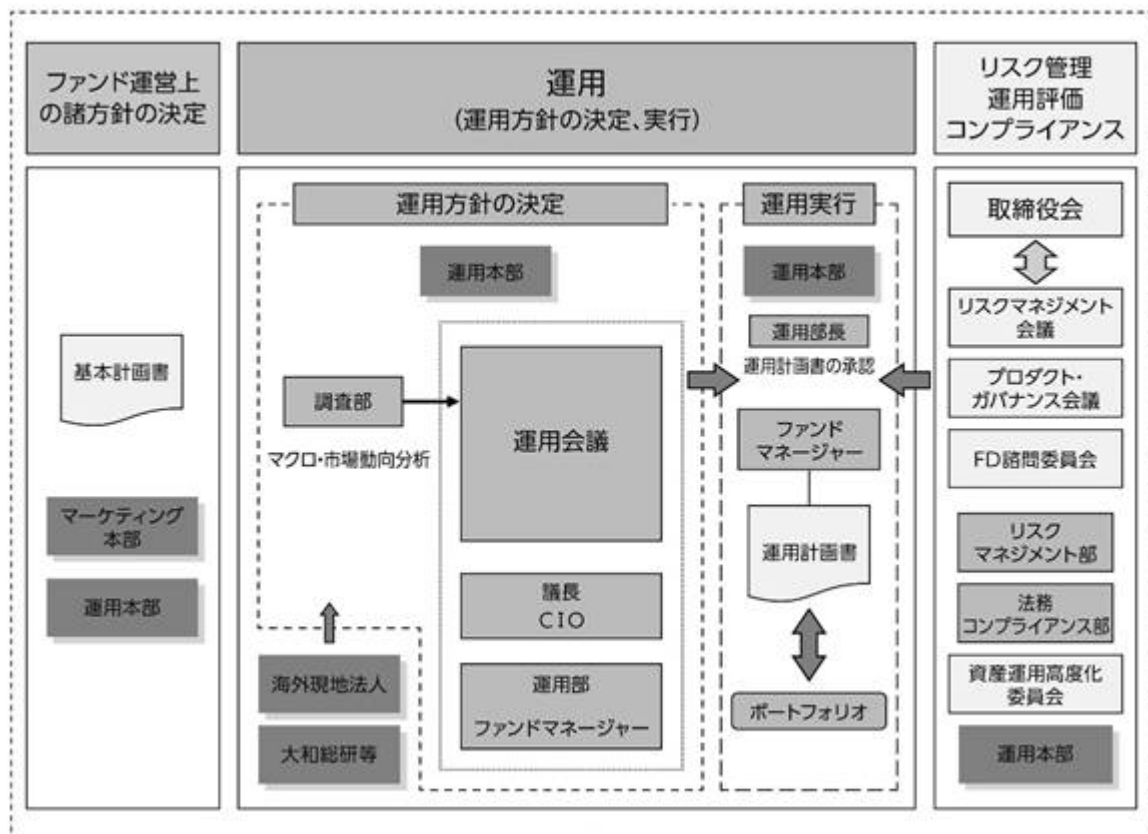 ファンド運営上
の諸方針の決定
運用
(運用方針の決定、実行)
リスク管理
運用評価
コンプライアンス
基本計画書
マーケティング
本部
運用本部
運用方針の決定
運用本部
調査部
マクロ・市場動向分析
運用会議
議長
CIO
運用部
ファンドマネージャー
海外現地法人
大和総研等
運用実行
運用本部
運用部長
運用計画書の承認
ファンド
マネージャー
運用計画書
ポートフォリオ
取締役会
リスクマネジメント
会議
プロダクト・
ガバナンス会議
FD諮問委員会
リスク
マネジメント部
法務
コンプライアンス部
資産運用高度化
委員会
運用本部